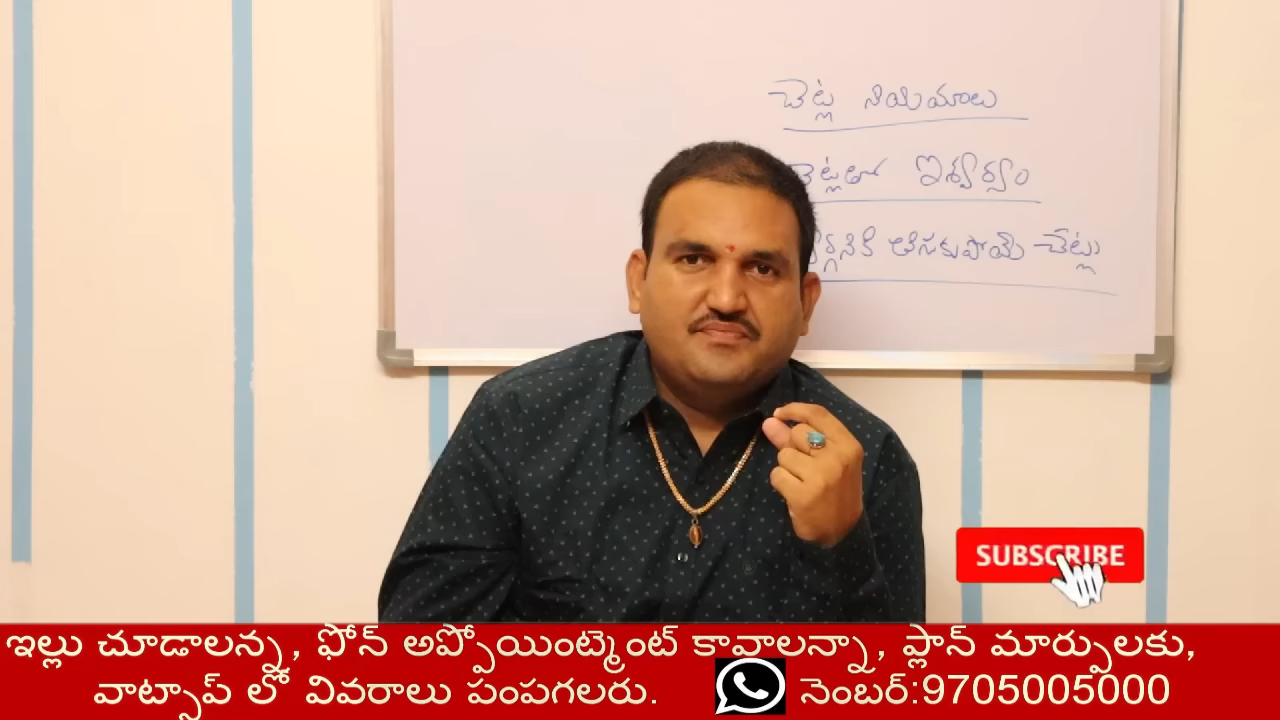 చెట్ల నియమాలు
చెట్లతో ఐశ్వర్యం
తీసుకుపోయే చెట్లు
SUBSCRIBE
ఇల్లు చూడాలన్న, ఫోన్ అప్పోయింట్మెంట్ కావాలన్నా, ప్లాన్ మార్పులకు,
వాట్సాప్ లో వివరాలు పంపగలరు. నెంబర్:9705005000